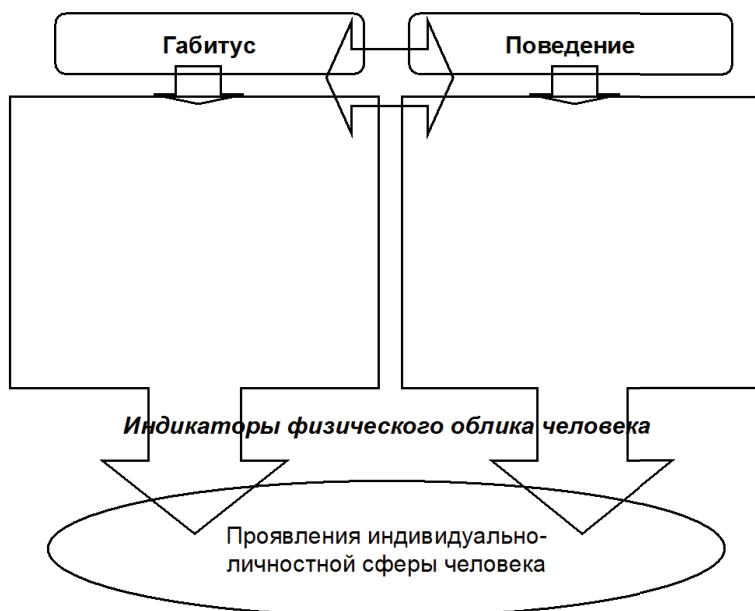 Габитус
Поведение
Индикаторы физического облика человека
Проявления индивидуально-
личностной сферы человека